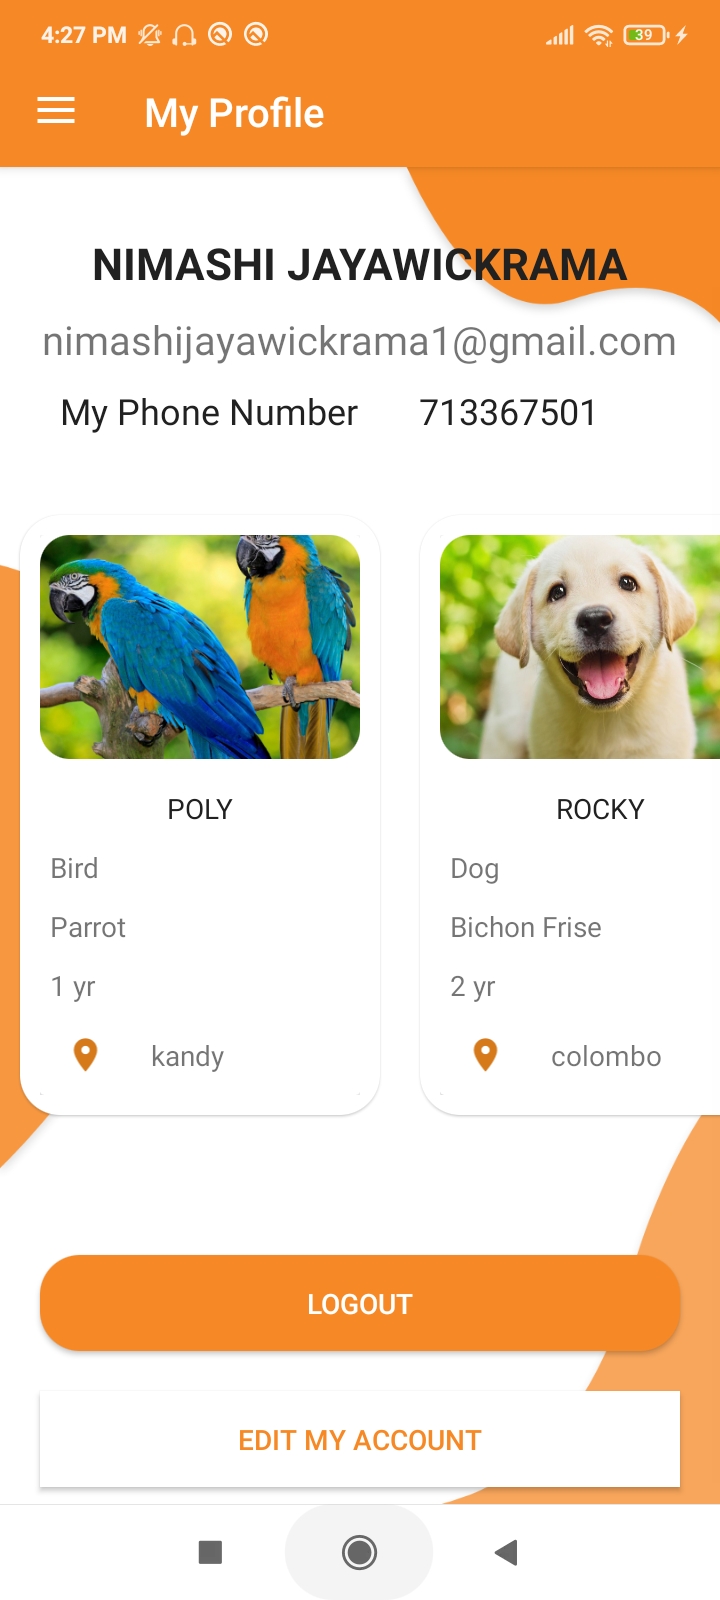 4:27 PM
39
My Profile
NIMASHI JAYAWICKRAMA
nimashijayawickrama1@gmail.com
My Phone Number 713367501
POLY
Bird
Parrot
1 yr
kandy
ROCKY
Dog
Bichon Frise
2 yr
colombo
LOGOUT
EDIT MY ACCOUNT